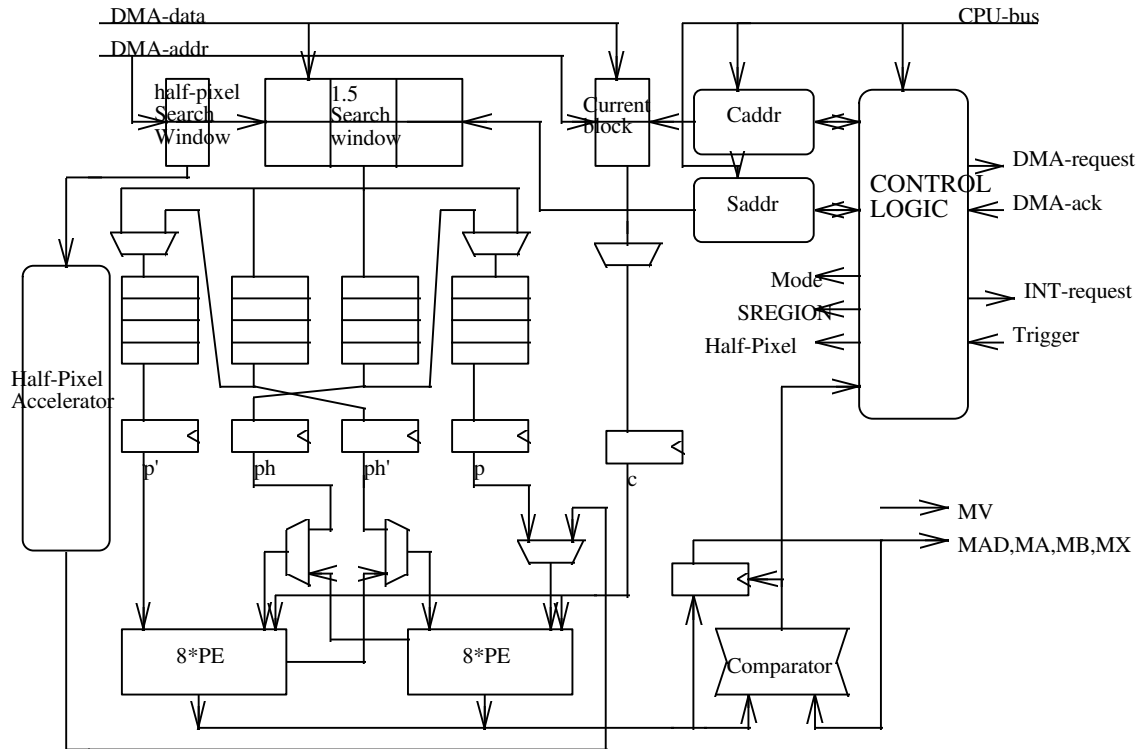 DMA-data
CPU-bus
DMA-addr
half-pixel
Search
Window
1.5
Search
window
Current
block
Caddr
Saddr
CONTROL
LOGIC
DMA-request
DMA-ack
Mode
SREGION
Half-Pixel
INT-request
Trigger
Half-Pixel
Accelerator
p'
ph
ph'
p
c
MV
MAD,MA,MB,MX
8*PE
8*PE
Comparator